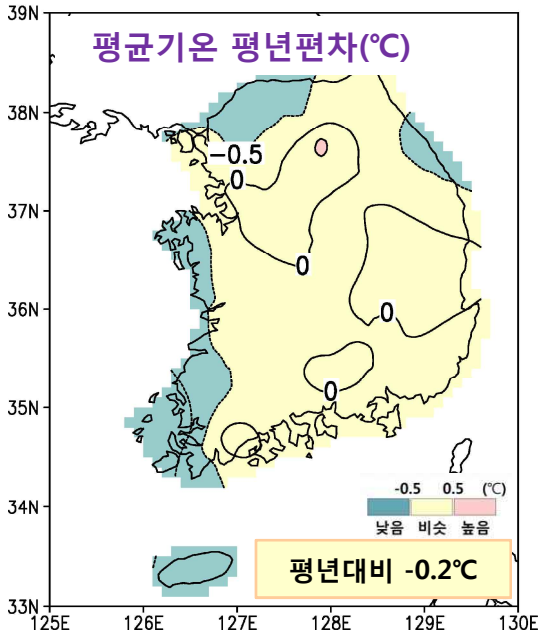 평균기온 평년편차(℃)
39N
38N
37N
36N
35N
34N
33N
-0.5
0
0
0
0
-0.5 0.5 (℃)
낮음 비슷 높음
평년대비 -0.2℃
125E 126E 127E 128E 129E 130E